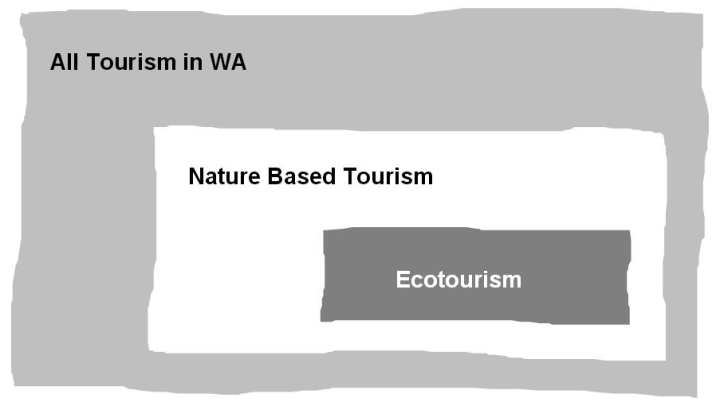 All Tourism in WA
Nature Based Tourism
Ecotourism